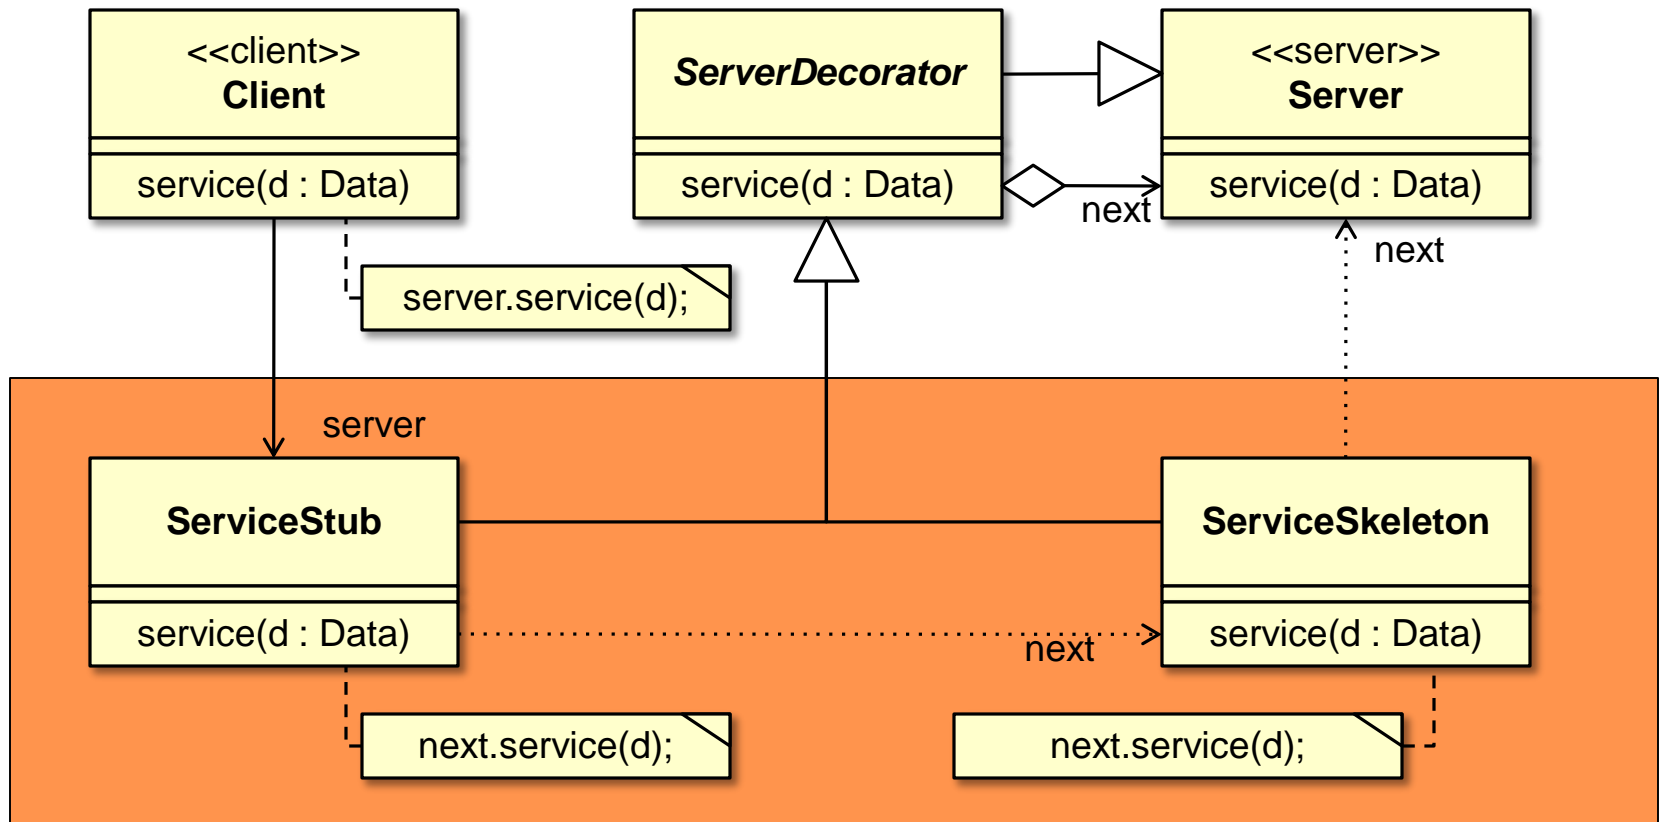 <<client>>
Client
service(d : Data)
ServerDecorator
service(d : Data)
next
<<server>>
Server
service(d : Data)
next
server.service(d);
server
ServiceStub
service(d : Data)
next
ServiceSkeleton
service(d : Data)
next.service(d);
next.service(d);